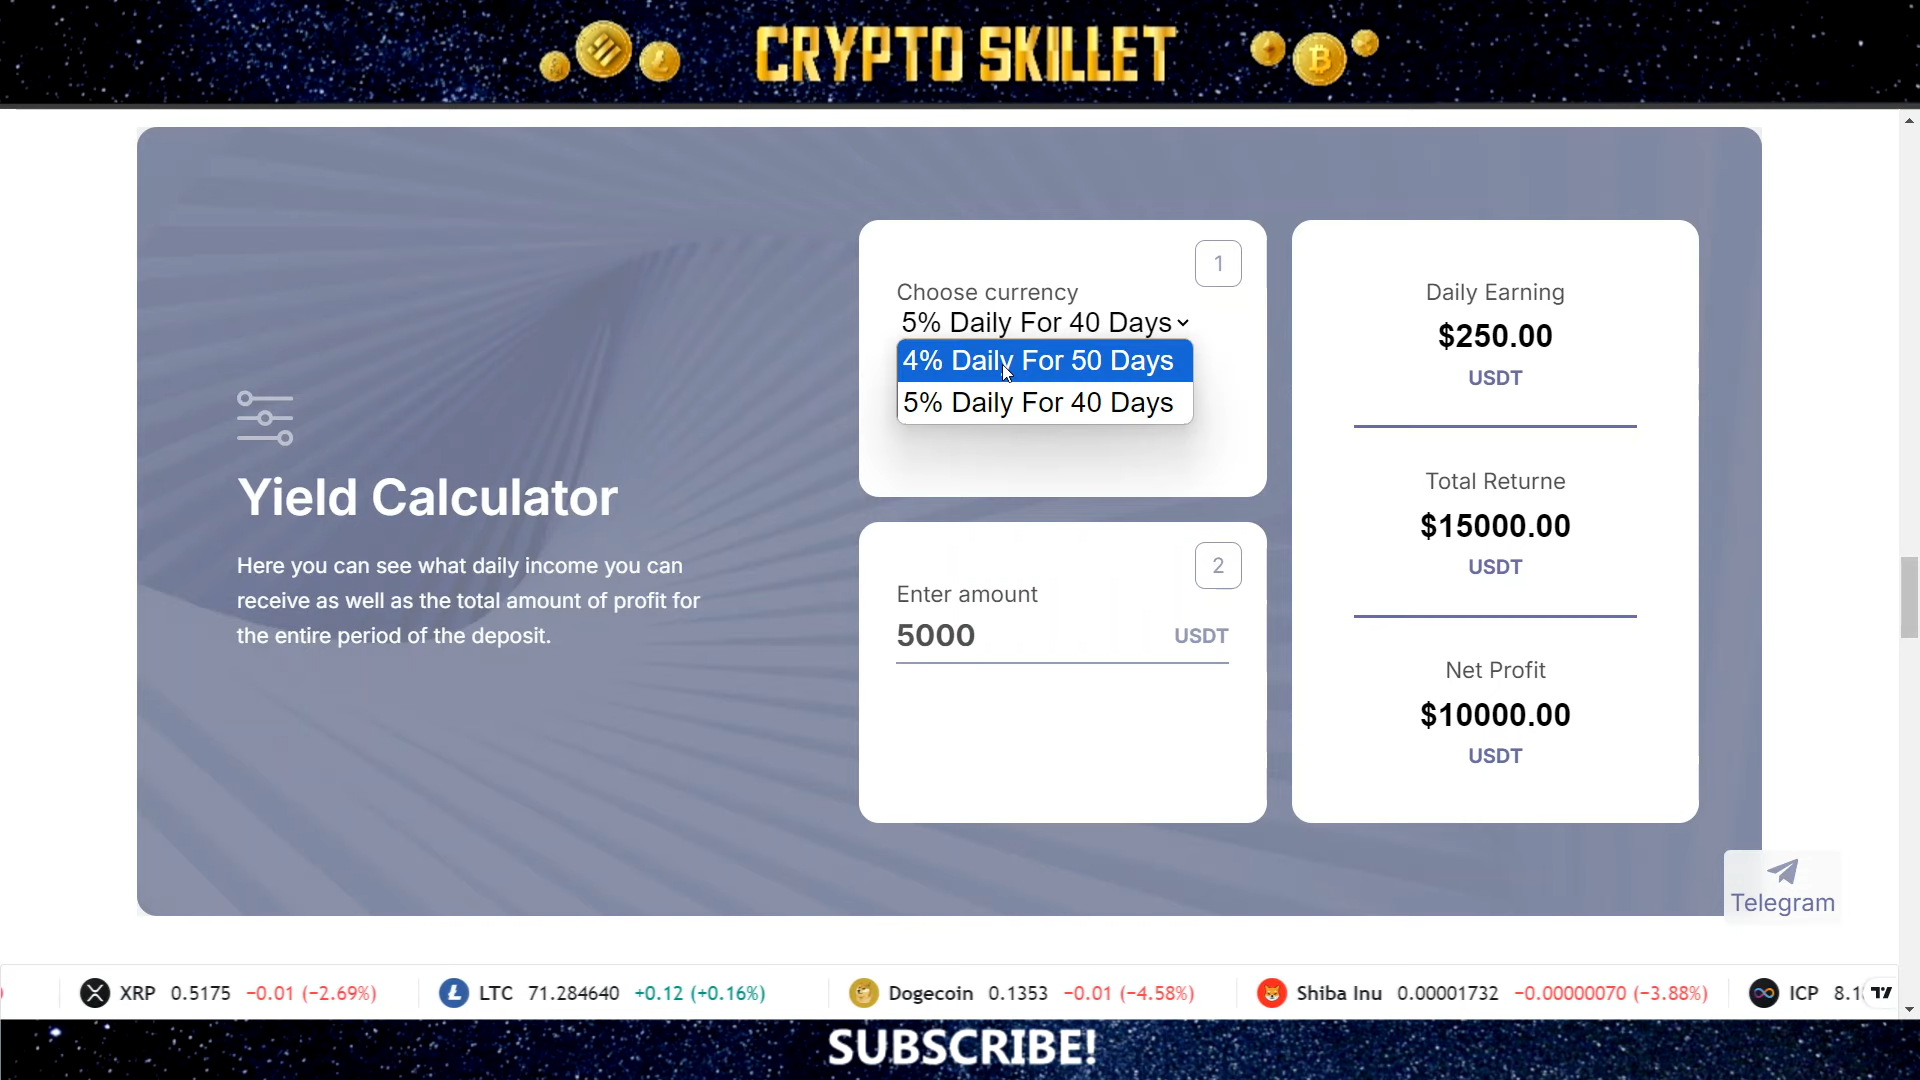 CRYPTO SKILLET
1
Choose currency
5% Daily For 40 Days
4% Daily For 50 Days
5% Daily For 40 Days
Yield Calculator
Here you can see what daily income you can
receive as well as the total amount of profit for
the entire period of the deposit.
2
Enter amount
5000 USDT
Daily Earning
$250.00
USDT
Total Returne
$15000.00
USDT
Net Profit
$10000.00
USDT
Telegram
XRP 0.5175 −0.01 (−2.69%) LTC 71.284640 +0.12 (+0.16%) Dogecoin 0.1353 −0.01 (−4.58%) Shiba Inu 0.00001732 −0.00000070 (−3.88%) ICP 8.1
SUBSCRIBE!